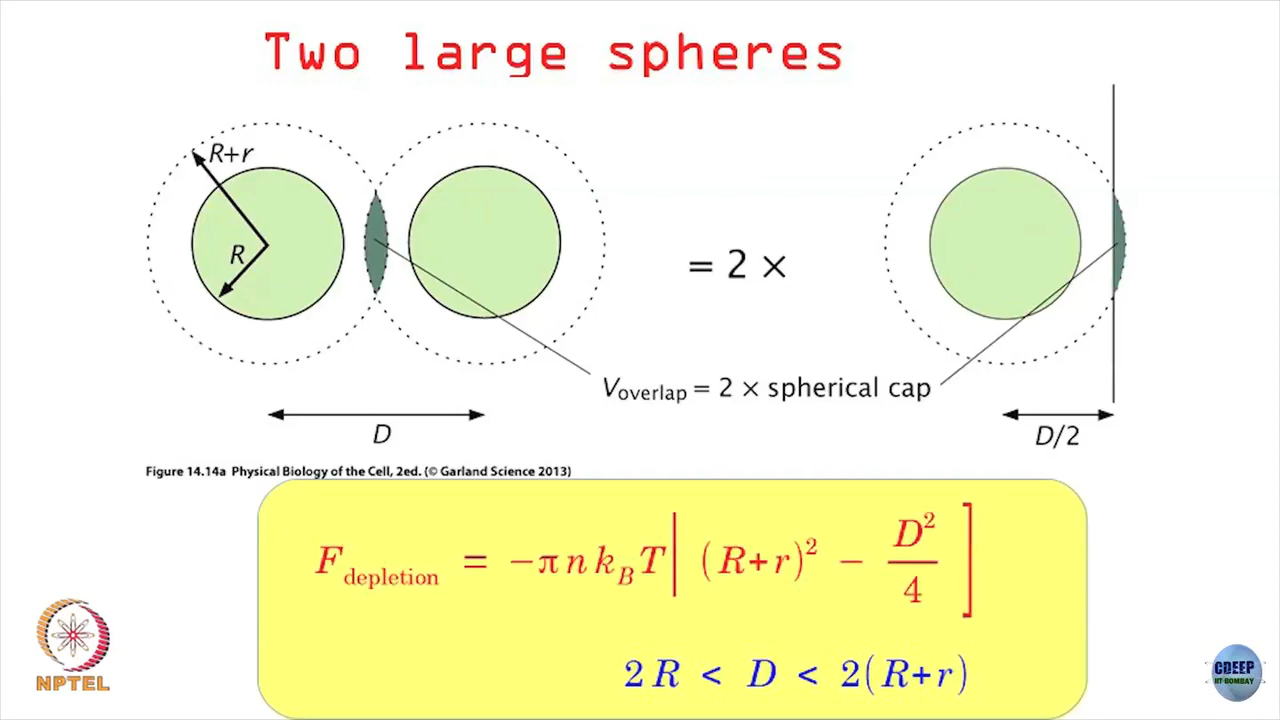 Two large spheres
R+r
R
= 2 ×
V_overlap = 2 × spherical cap
D
D/2
Figure 14.14a Physical Biology of the Cell, 2ed. (© Garland Science 2013)
F_depletion = −π n k_B T| (R+r)² − D²/4 ]
2R < D < 2(R+r)
NPTEL
CDEEP
IIT BOMBAY